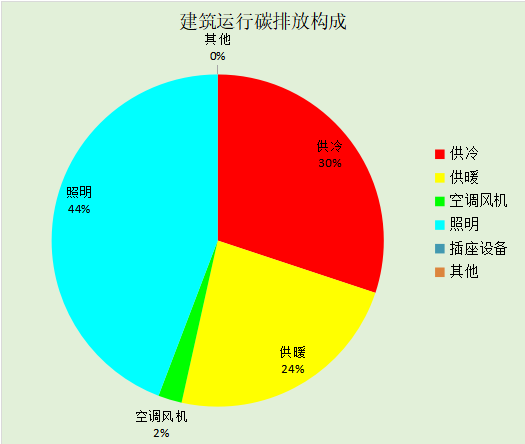 建筑运行碳排放构成
其他
0%
供冷
30%
照明
44%
供暖
24%
空调风机
2%
供冷
供暖
空调风机
照明
插座设备
其他